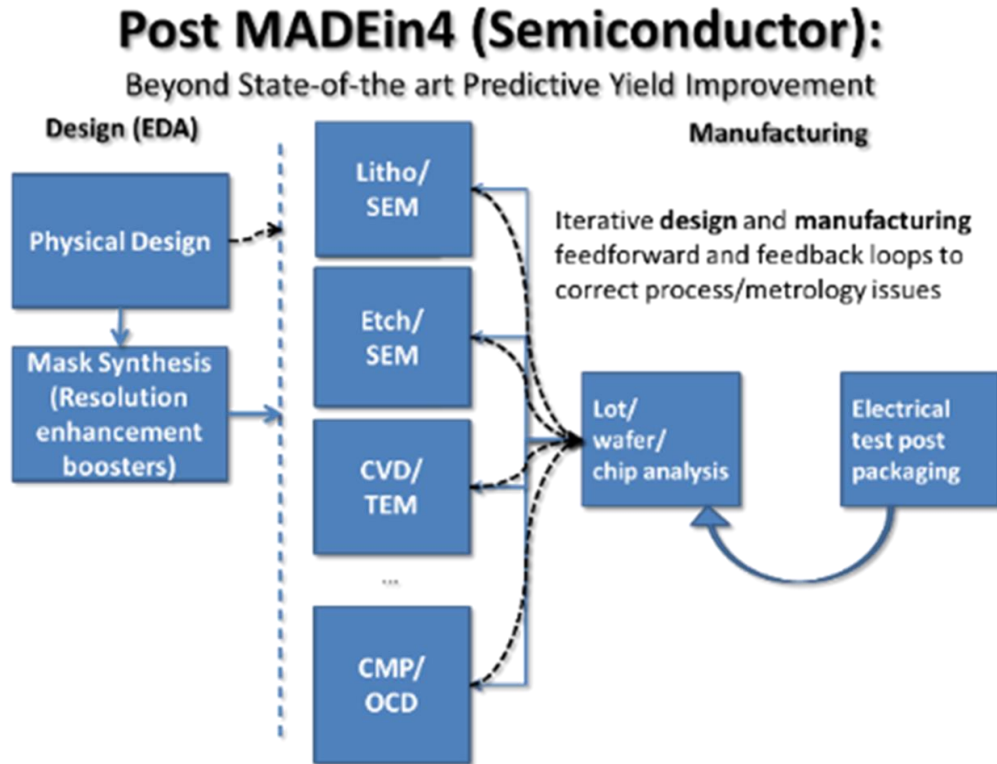 Post MADEin4 (Semiconductor):
Beyond State-of-the art Predictive Yield Improvement
Design (EDA)
Manufacturing
Physical Design
Mask Synthesis
(Resolution
enhancement
boosters)
Litho/
SEM
Etch/
SEM
CVD/
TEM
...
CMP/
OCD
Iterative design and manufacturing
feedforward and feedback loops to
correct process/metrology issues
Lot/
wafer/
chip analysis
Electrical
test post
packaging